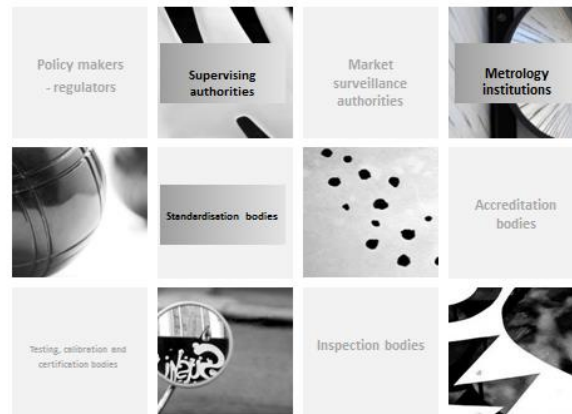 Policy makers
- regulators
Supervising
authorities
Market
surveillance
authorities
Metrology
institutions
Standardisation bodies
Accreditation
bodies
Testing, calibration and
certification bodies
Inspection bodies